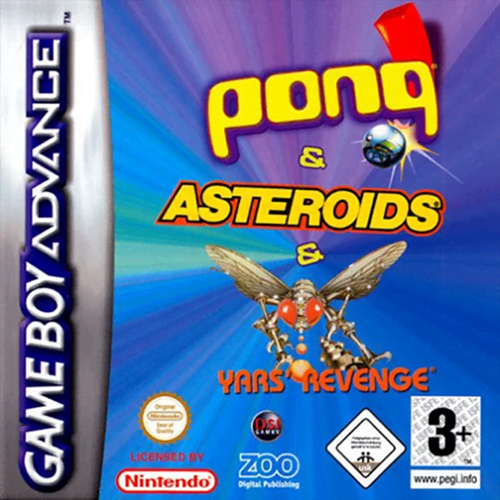 GAME BOY ADVANCE™
pong®
&
ASTEROIDS®
&
YARS' REVENGE®
Original
Nintendo
Seal of
Quality
LICENSED BY
Nintendo
DSI
GAMES
ZOO
Digital Publishing
3+
www.pegi.info